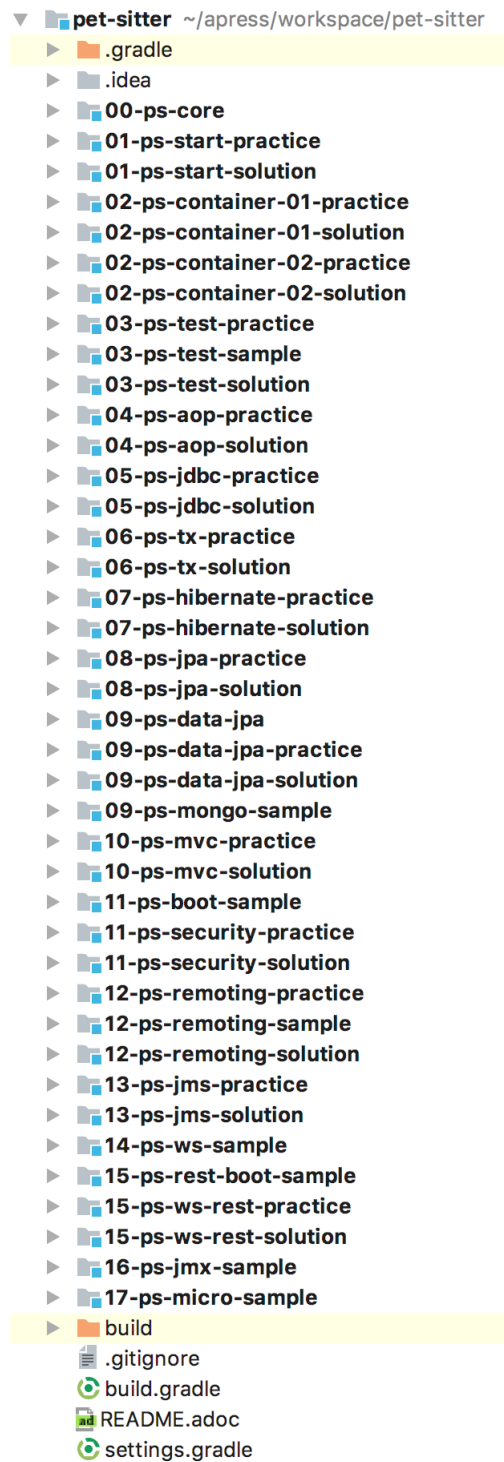 pet-sitter ~/apress/workspace/pet-sitter
.gradle
.idea
00-ps-core
01-ps-start-practice
01-ps-start-solution
02-ps-container-01-practice
02-ps-container-01-solution
02-ps-container-02-practice
02-ps-container-02-solution
03-ps-test-practice
03-ps-test-sample
03-ps-test-solution
04-ps-aop-practice
04-ps-aop-solution
05-ps-jdbc-practice
05-ps-jdbc-solution
06-ps-tx-practice
06-ps-tx-solution
07-ps-hibernate-practice
07-ps-hibernate-solution
08-ps-jpa-practice
08-ps-jpa-solution
09-ps-data-jpa
09-ps-data-jpa-practice
09-ps-data-jpa-solution
09-ps-mongo-sample
10-ps-mvc-practice
10-ps-mvc-solution
11-ps-boot-sample
11-ps-security-practice
11-ps-security-solution
12-ps-remoting-practice
12-ps-remoting-sample
12-ps-remoting-solution
13-ps-jms-practice
13-ps-jms-solution
14-ps-ws-sample
15-ps-rest-boot-sample
15-ps-ws-rest-practice
15-ps-ws-rest-solution
16-ps-jmx-sample
17-ps-micro-sample
build
.gitignore
build.gradle
ad README.adoc
settings.gradle